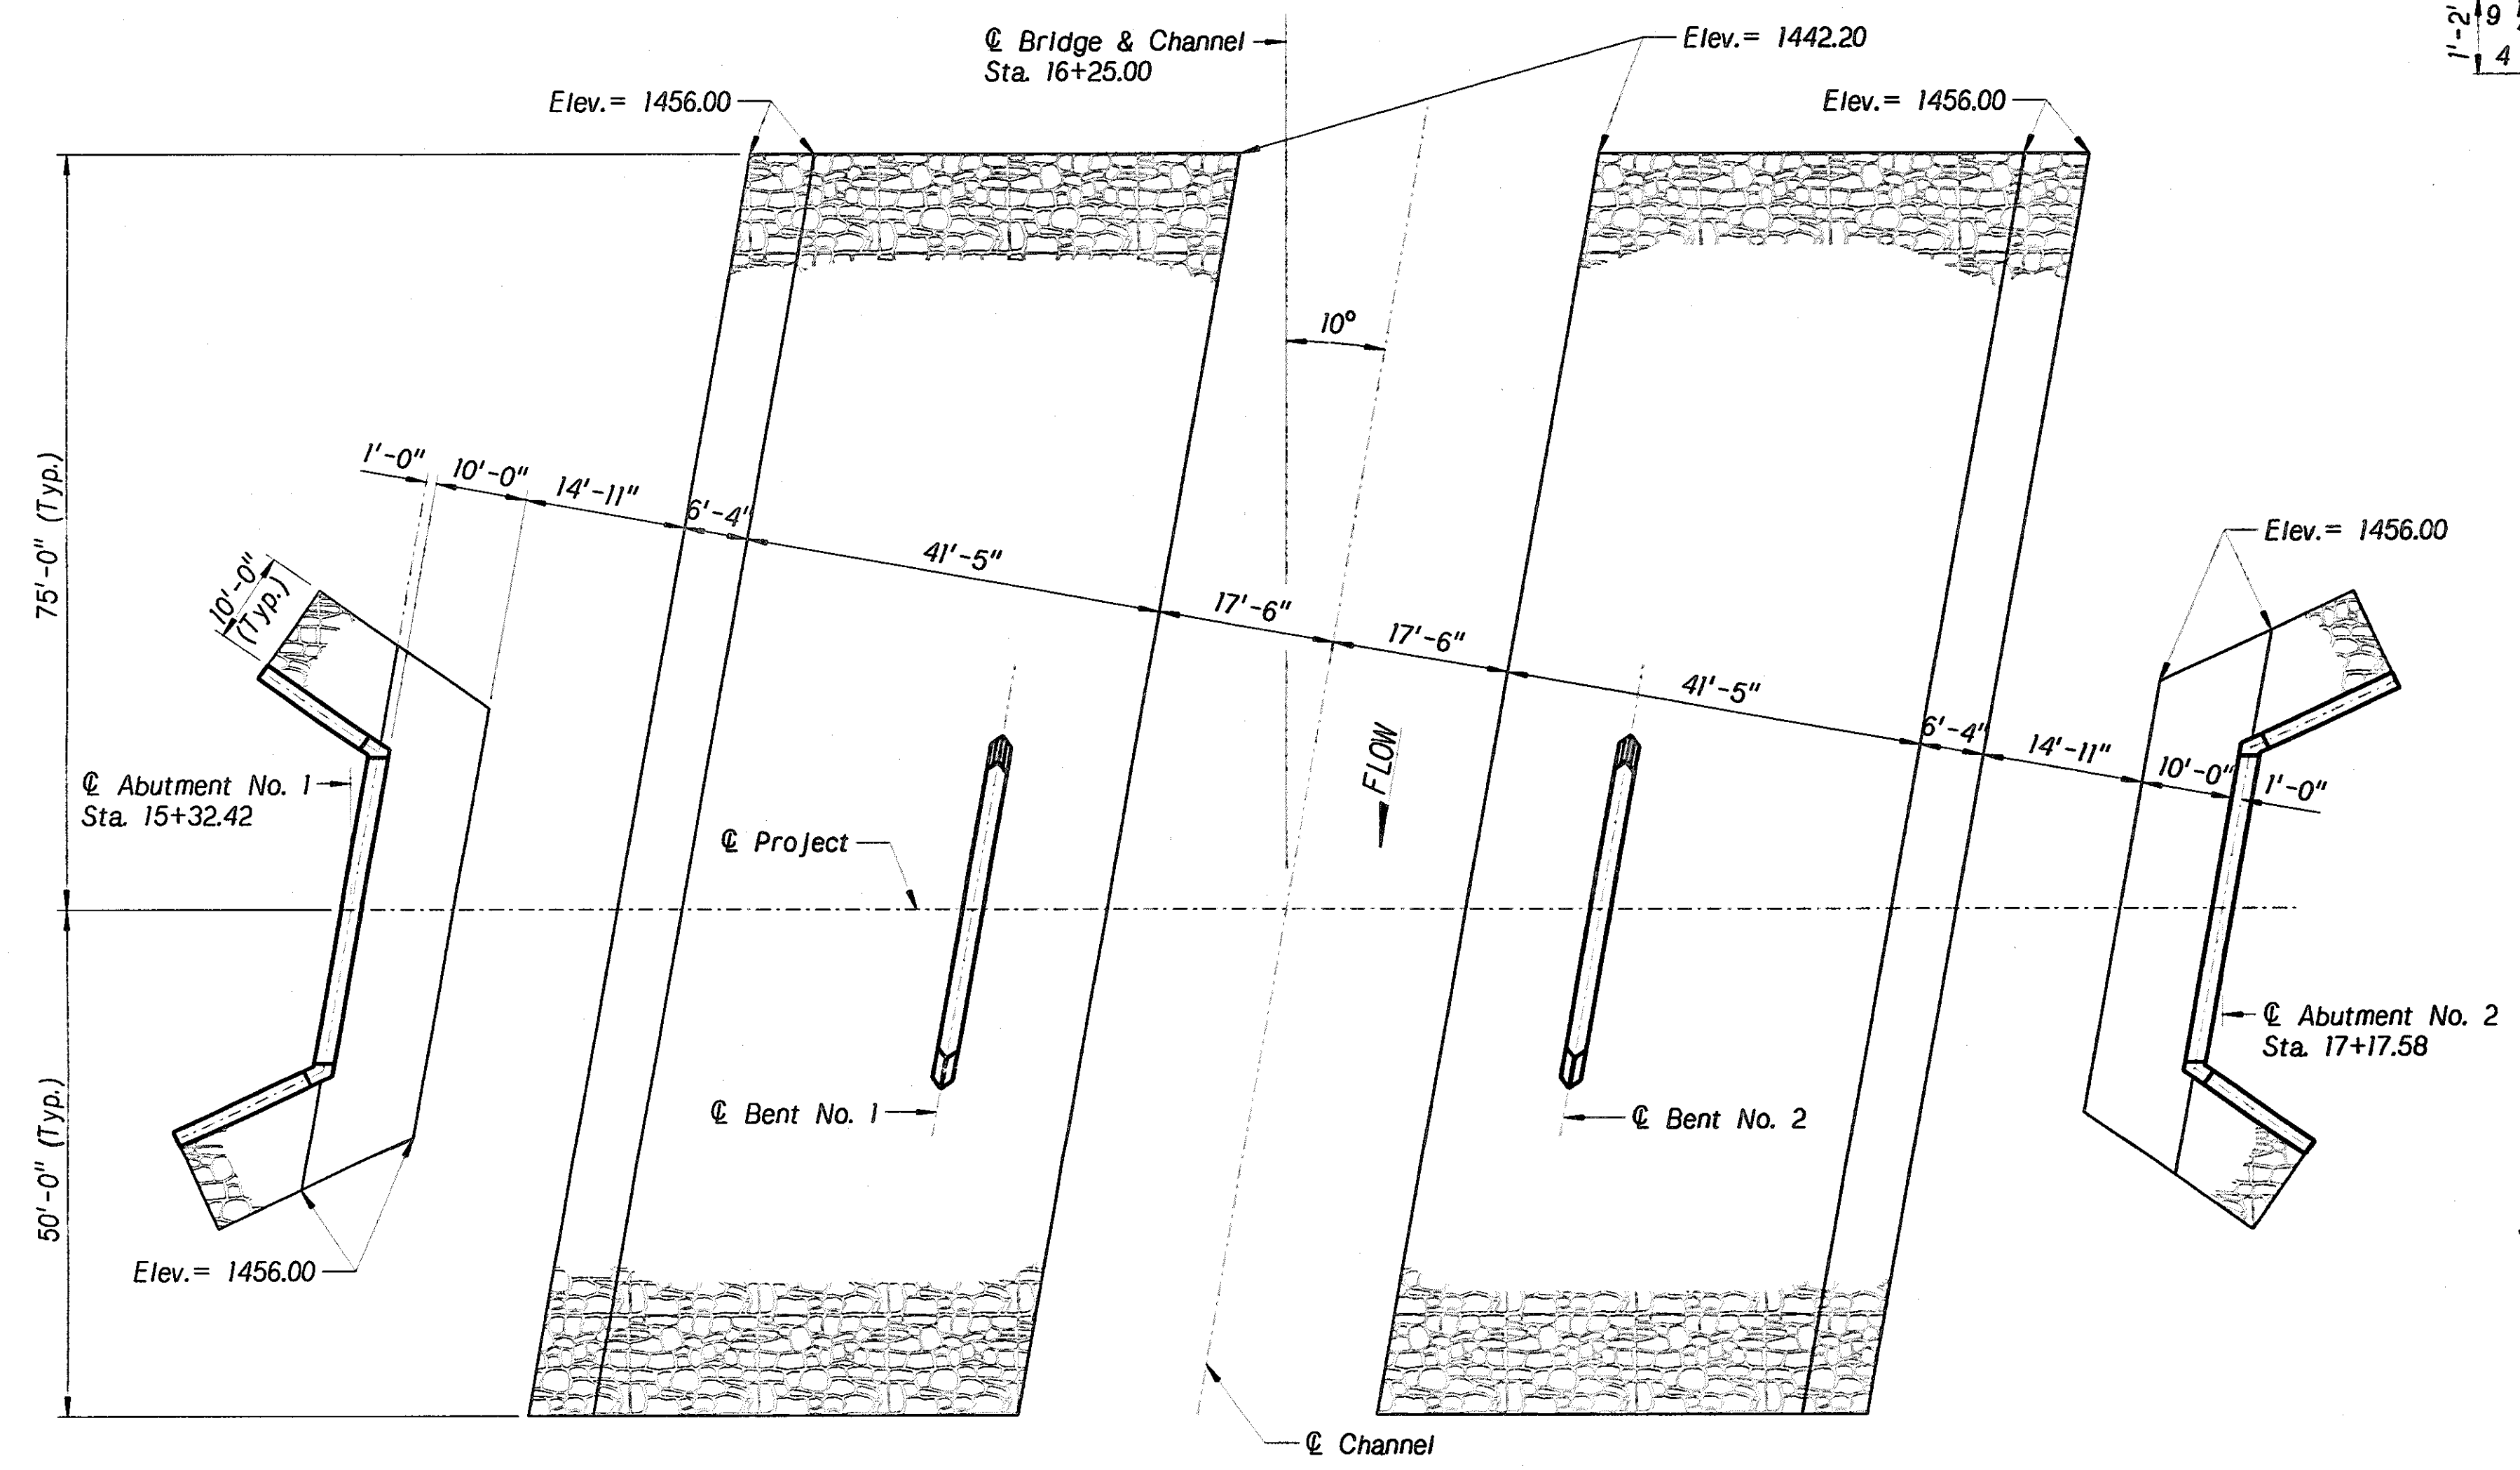 ℄ Bridge & Channel
Sta. 16+25.00
Elev.= 1442.20
1'-2"
9
4
Elev.= 1456.00
Elev.= 1456.00
10°
75'-0" (Typ.)
1'-0"
10'-0"
14'-11"
6'-4"
41'-5"
17'-6"
17'-6"
41'-5"
6'-4"
14'-11"
10'-0"
1'-0"
10'-0"
(Typ.)
Elev.= 1456.00
FLOW
℄ Abutment No. 1
Sta. 15+32.42
℄ Project
℄ Abutment No. 2
Sta. 17+17.58
50'-0" (Typ.)
℄ Bent No. 1
℄ Bent No. 2
Elev.= 1456.00
℄ Channel